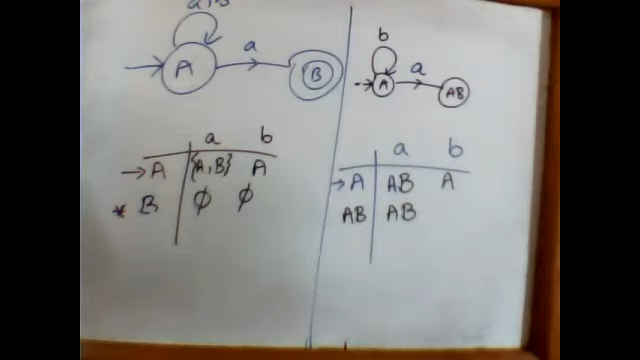 a,b
a
A
B
a b
→ A {A,B} A
* B ϕ ϕ
b
a
A
AB
a b
→ A AB A
AB AB